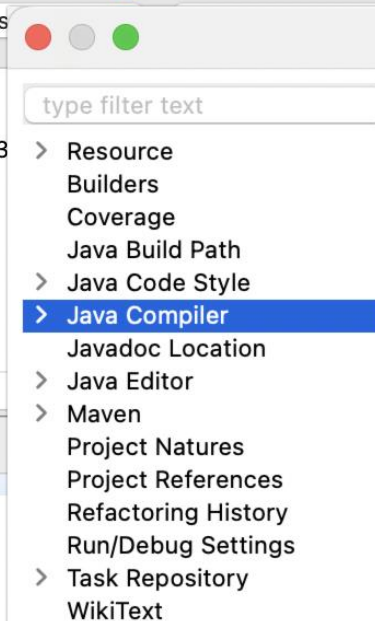 type filter text
Resource
Builders
Coverage
Java Build Path
Java Code Style
Java Compiler
Javadoc Location
Java Editor
Maven
Project Natures
Project References
Refactoring History
Run/Debug Settings
Task Repository
WikiText